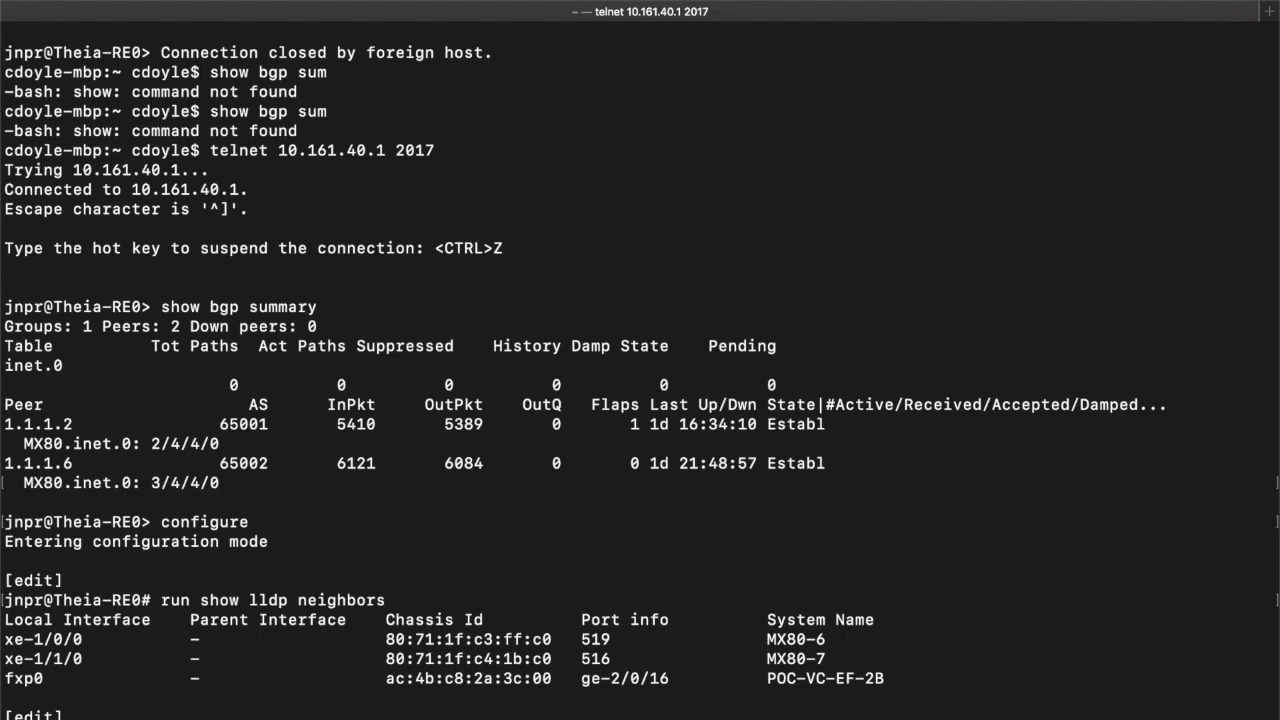 ~ — telnet 10.161.40.1 2017
jnpr@Theia-RE0> Connection closed by foreign host.
cdoyle-mbp:~ cdoyle$ show bgp sum
-bash: show: command not found
cdoyle-mbp:~ cdoyle$ show bgp sum
-bash: show: command not found
cdoyle-mbp:~ cdoyle$ telnet 10.161.40.1 2017
Trying 10.161.40.1...
Connected to 10.161.40.1.
Escape character is '^]'.
Type the hot key to suspend the connection: <CTRL>Z
jnpr@Theia-RE0> show bgp summary
Groups: 1 Peers: 2 Down peers: 0
Table          Tot Paths  Act Paths Suppressed    History Damp State    Pending
inet.0
                       0          0          0          0          0          0
Peer                     AS      InPkt     OutPkt    OutQ   Flaps Last Up/Dwn State|#Active/Received/Accepted/Damped...
1.1.1.2               65001       5410       5389       0       1 1d 16:34:10 Establ
  MX80.inet.0: 2/4/4/0
1.1.1.6               65002       6121       6084       0       0 1d 21:48:57 Establ
[  MX80.inet.0: 3/4/4/0 ]
[jnpr@Theia-RE0> configure ]
Entering configuration mode
[edit]
[jnpr@Theia-RE0# run show lldp neighbors ]
Local Interface    Parent Interface    Chassis Id          Port info          System Name
xe-1/0/0           -                   80:71:1f:c3:ff:c0   519                MX80-6
xe-1/1/0           -                   80:71:1f:c4:1b:c0   516                MX80-7
fxp0               -                   ac:4b:c8:2a:3c:00   ge-2/0/16          POC-VC-EF-2B
[edit]